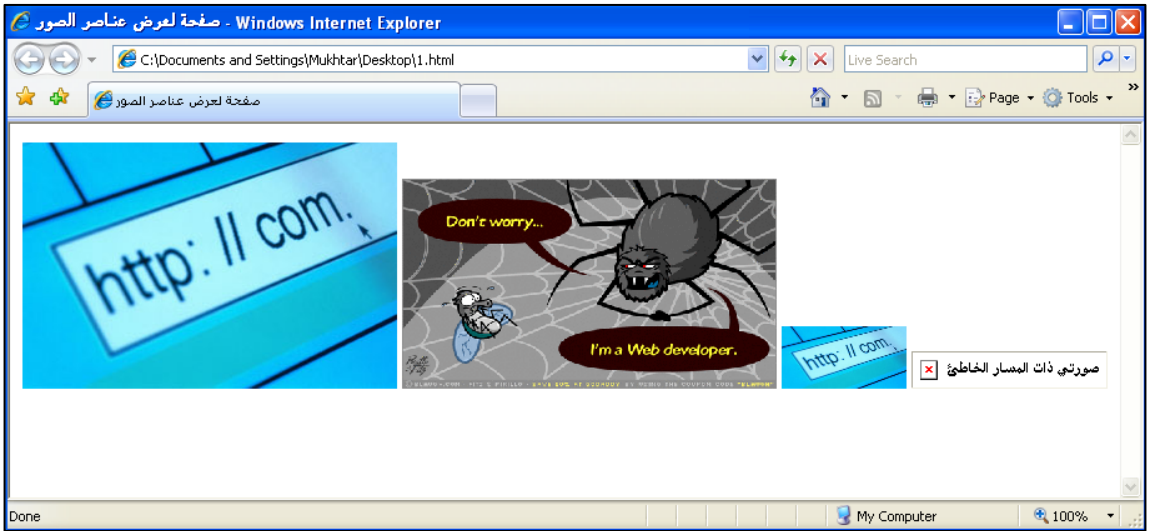 صفحة لعرض عناصر الصور - Windows Internet Explorer
C:\Documents and Settings\Mukhtar\Desktop\1.html
Live Search
صفحة لعرض عناصر الصور
Page
Tools
http: // com.
Don't worry...
I'm a Web developer.
http: // com.
صورتي ذات المسار الخاطئ
Done
My Computer
100%